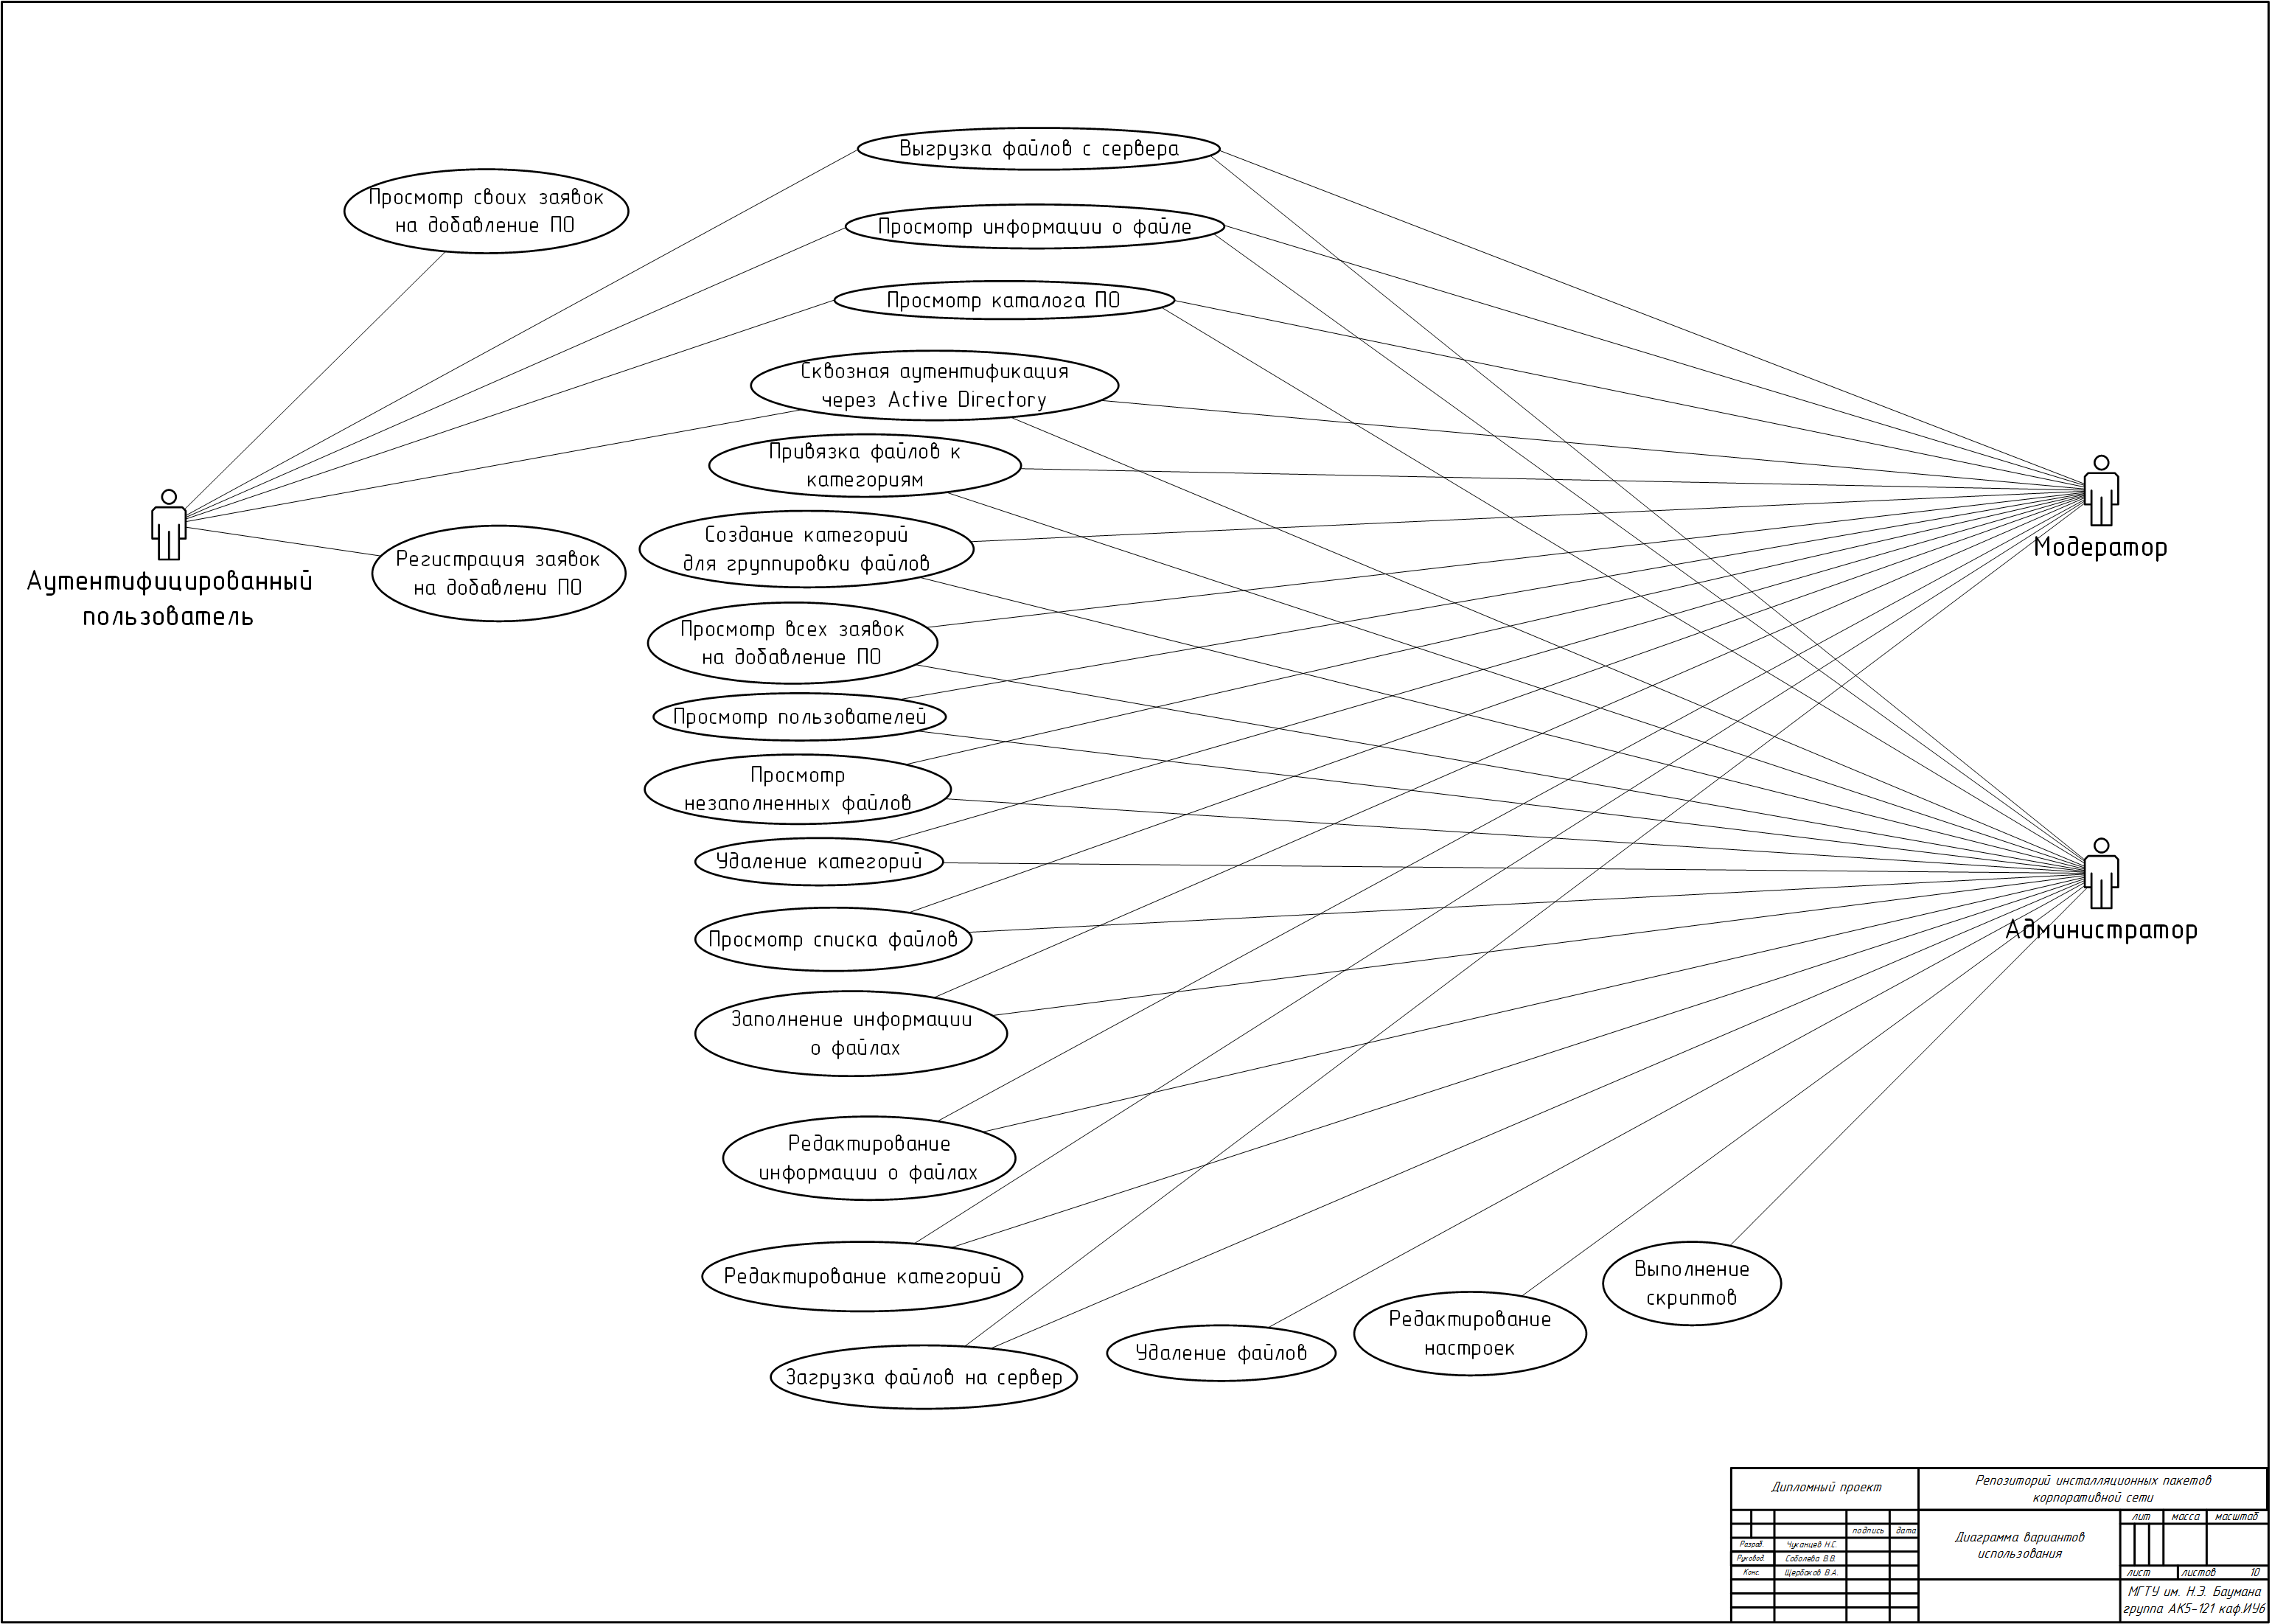 Выгрузка файлов с сервера
Просмотр своих заявок
на добавление ПО
Просмотр информации о файле
Просмотр каталога ПО
Сквозная аутентификация
через Active Directory
Привязка файлов к
категориям
Создание категорий
для группировки файлов
Модератор
Регистрация заявок
на добавлени ПО
Аутентифицированный
пользователь
Просмотр всех заявок
на добавление ПО
Просмотр пользователей
Просмотр
незаполненных файлов
Удаление категорий
Просмотр списка файлов
Администратор
Заполнение информации
о файлах
Редактирование
информации о файлах
Редактирование категорий
Выполнение
скриптов
Редактирование
настроек
Удаление файлов
Загрузка файлов на сервер
Дипломный проект
Репозиторий инсталляционных пакетов
корпоративной сети
лит масса масштаб
подпись дата
Диаграмма вариантов
использования
Разраб. Чуканцев Н.С.
Руковод. Соболева В.В.
Конс. Щербаков В.А.
лист листов 10
МГТУ им. Н.Э. Баумана
группа АК5-121 каф.ИУ6